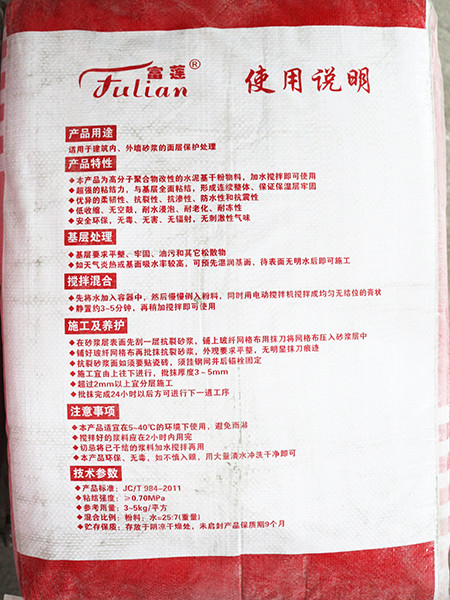 富莲®
Fulian
使用说明
产品用途
适用于建筑内、外墙砂浆的面层保护处理
产品特性
◆本产品为高分子聚合物改性的水泥基干粉物料，加水搅拌即可使用
◆超强的粘结力，与基层全面粘结，形成连续整体、保证保温层牢固
◆优异的柔韧性、抗裂性、抗渗性、防水性和抗震性
◆低收缩、无空鼓、耐水浸泡、耐老化、耐冻性
◆安全环保，无毒、无害、无辐射，无刺激性气味
基层处理
◆基层要求平整、牢固、油污和其它松散物
◆如天气炎热或基面吸水率较高，可预先湿润基面，待表面无明水后即可施工
搅拌混合
◆先将水加入容器中，然后慢慢倒入粉料，同时用电动搅拌机搅拌成均匀无结位的膏状
◆静置约3~5分钟，再稍加搅拌即可使用
施工及养护
◆在砂浆层表面先刮一层抗裂砂浆，铺上玻纤网格布用抹刀将网格布压入砂浆层中
◆铺好玻纤网格布再批抹抗裂砂浆，外观要求平整，无明显抹刀痕迹
◆抗裂砂浆面如须要贴瓷砖，须挂钢网并后锚栓固定
◆施工宜由上往下进行，批抹厚度3~5mm
◆超过2mm以上宜分层施工
◆批抹完成24小时以后方可进行下一道工序
注意事项
◆本产品适宜在5~40℃的环境下使用，避免雨淋
◆搅拌好的浆料应在2小时内用完
◆切忌将已干结的浆料加水搅拌再用
◆本产品环保、无毒，如不慎入眼，用大量清水冲洗干净即可
技术参数
◆产品标准：JC/T 984-2011
◆粘结强度：≥0.70MPa
◆参考用量：3~5kg/平方
◆混合比例：粉料：水=25:7(重量)
◆贮存保质：存放于阴凉干燥处，未启封产品保质期9个月